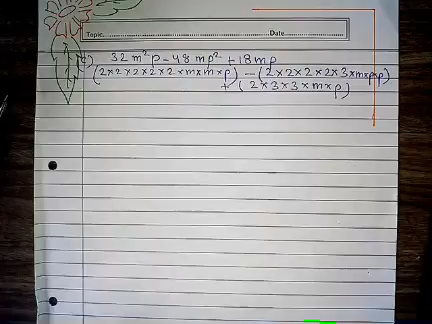 Topic Date
c) 32 m²p - 48 mp² + 18 mp
(2×2×2×2×2×m×m×p) - (2×2×2×2×3×m×p×p)
+ (2×3×3×m×p)